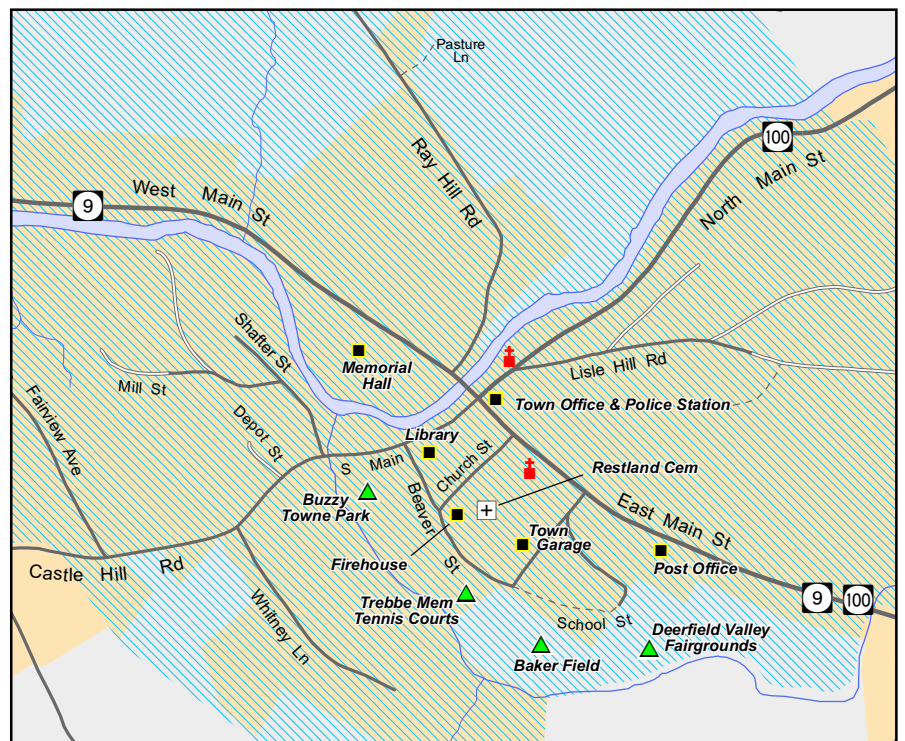 Pasture
Ln
100
Ray Hill Rd
North Main St
West Main St
9
Shafter St
Memorial
Hall
Lisle Hill Rd
Mill St
Fairview Ave
Town Office & Police Station
Depot St
Library
S Main
Church St
Restland Cem
Beaver St
Buzzy
Towne Park
East Main St
Town
Garage
Firehouse
Post Office
Castle Hill Rd
Whitney Ln
Trebbe Mem
Tennis Courts
9
100
School St
Deerfield Valley
Fairgrounds
Baker Field